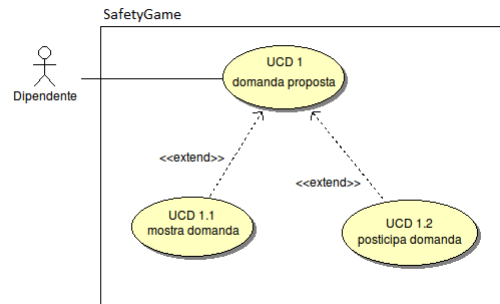 SafetyGame
UCD 1
domanda proposta
Dipendente
<<extend>>
<<extend>>
UCD 1.1
mostra domanda
UCD 1.2
posticipa domanda